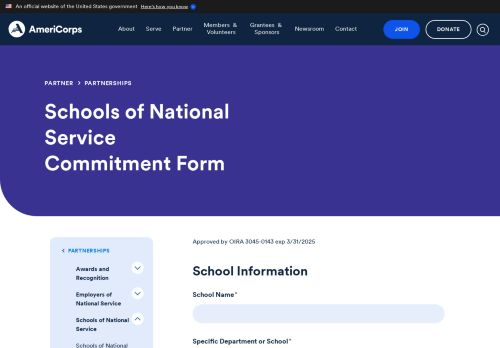 An official website of the United States government Here's how you know
AmeriCorps
About Serve Partner Members & Volunteers Grantees & Sponsors Newsroom Contact JOIN DONATE
PARTNER > PARTNERSHIPS
Schools of National
Service
Commitment Form
Approved by OIRA 3045-0143 exp 3/31/2025
< PARTNERSHIPS
Awards and
Recognition
Employers of
National Service
Schools of National
Service
Schools of National
School Information
School Name*
Specific Department or School*